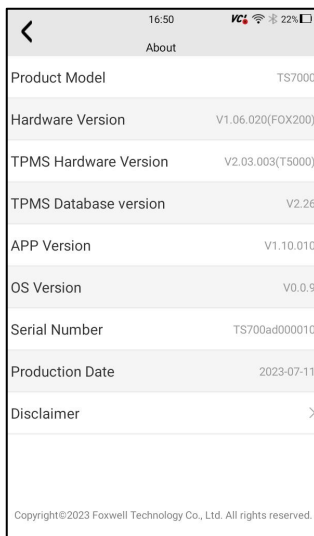 16:50 VCI 22%
About
Product Model TS7000
Hardware Version V1.06.020(FOX200)
TPMS Hardware Version V2.03.003(T5000)
TPMS Database version V2.26
APP Version V1.10.010
OS Version V0.0.9
Serial Number TS700ad000010
Production Date 2023-07-11
Disclaimer
Copyright©2023 Foxwell Technology Co., Ltd. All rights reserved.